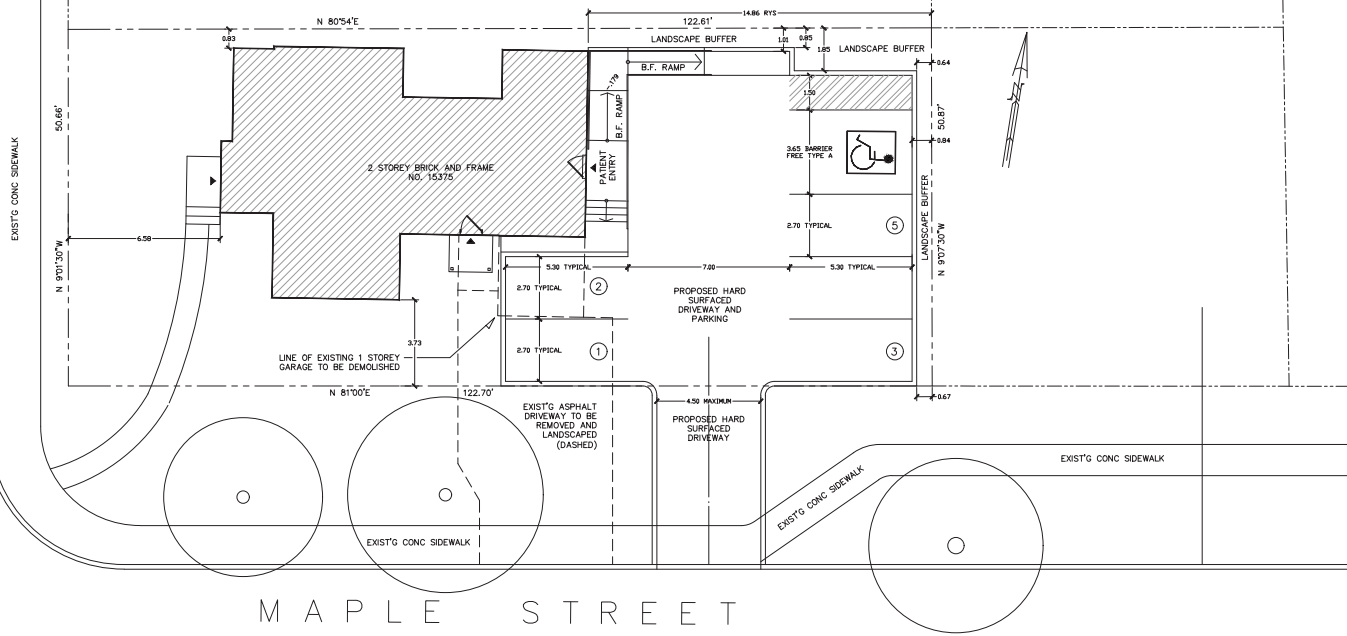 14.86 RYS
N 80°54'E
122.61'
0.83
LANDSCAPE BUFFER
1.01
0.85
1.85
LANDSCAPE BUFFER
B.F. RAMP
0.64
1.50
.179
B.F. RAMP
50.66'
50.87'
EXIST'G CONC SIDEWALK
3.65 BARRIER
FREE TYPE A
0.84
2 STOREY BRICK AND FRAME
NO. 15375
PATIENT
ENTRY
LANDSCAPE BUFFER
2.70 TYPICAL
5
6.58
N 9°01'30"W
N 9°07'30"W
5.30 TYPICAL
7.00
5.30 TYPICAL
2.70 TYPICAL
2
PROPOSED HARD
SURFACED
DRIVEWAY AND
PARKING
3.73
2.70 TYPICAL
1
3
LINE OF EXISTING 1 STOREY
GARAGE TO BE DEMOLISHED
N 81°00'E
122.70'
0.67
4.50 MAXIMUM
EXIST'G ASPHALT
DRIVEWAY TO BE
REMOVED AND
LANDSCAPED
(DASHED)
PROPOSED HARD
SURFACED
DRIVEWAY
EXIST'G CONC SIDEWALK
EXIST'G CONC SIDEWALK
EXIST'G CONC SIDEWALK
MAPLE STREET